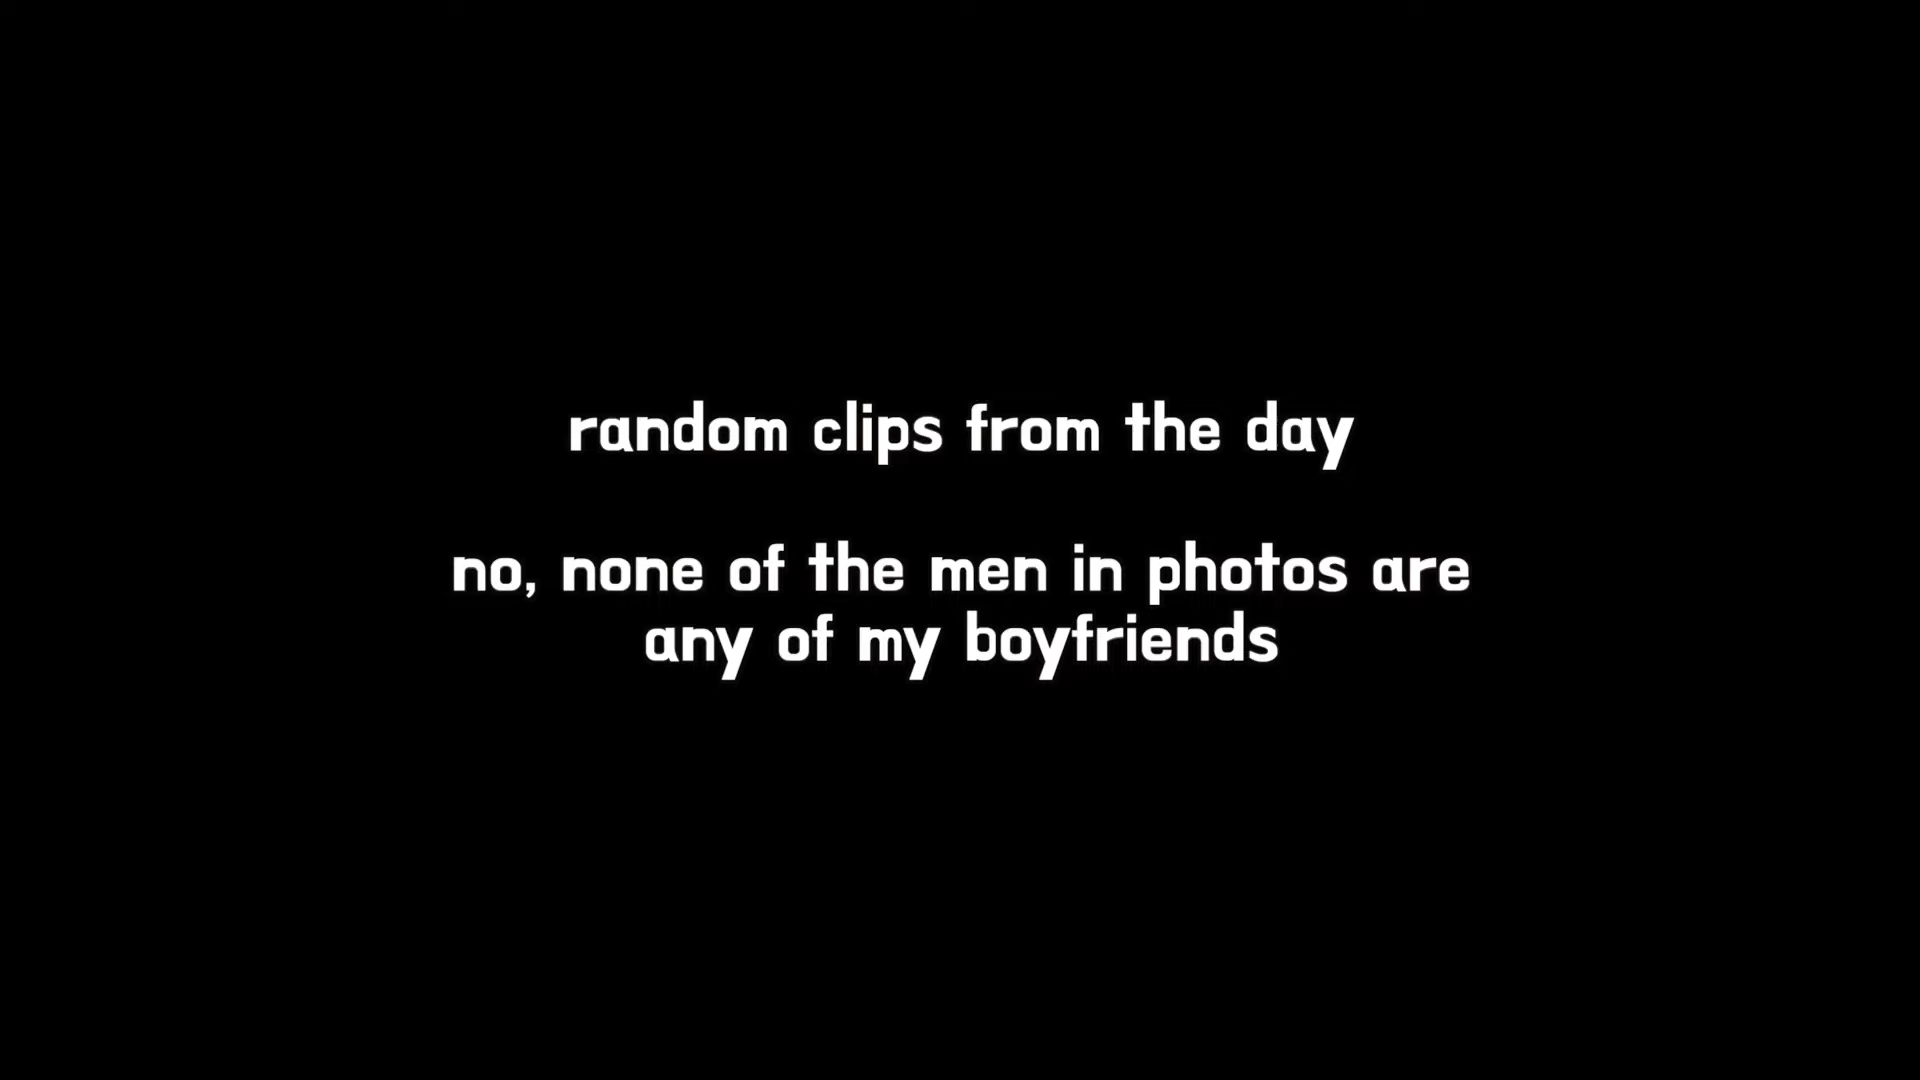 random clips from the day
no, none of the men in photos are
any of my boyfriends